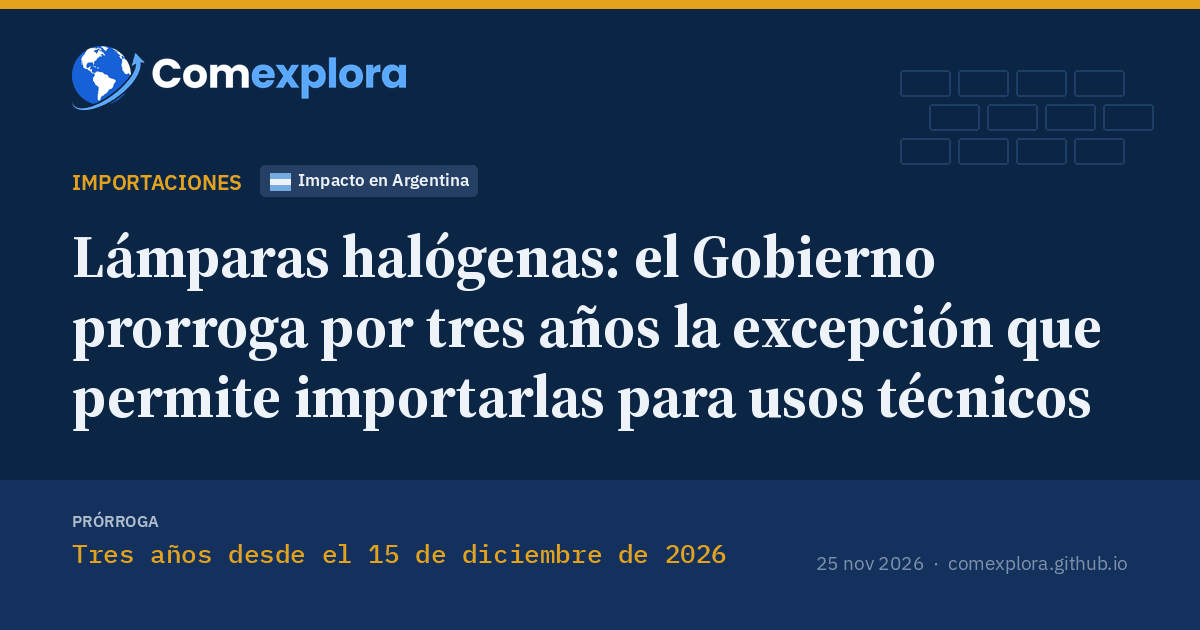 Comexplora
IMPORTACIONES
Impacto en Argentina
Lámparas halógenas: el Gobierno
prorroga por tres años la excepción que
permite importarlas para usos técnicos
PRÓRROGA
Tres años desde el 15 de diciembre de 2026
25 nov 2026 · comexplora.github.io